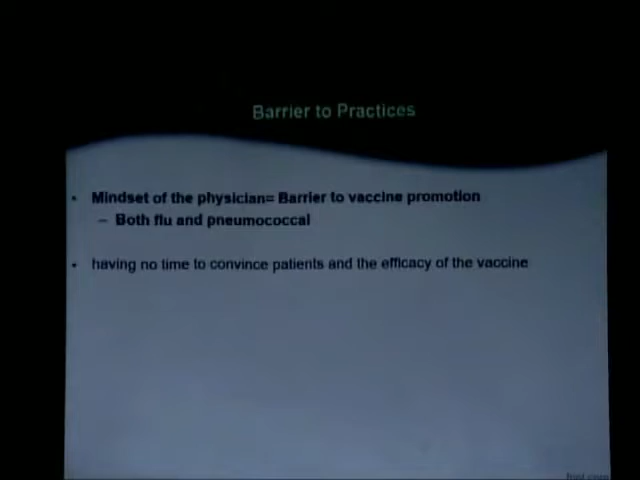 Barrier to Practices
• Mindset of the physician= Barrier to vaccine promotion
– Both flu and pneumococcal
• having no time to convince patients and the efficacy of the vaccine